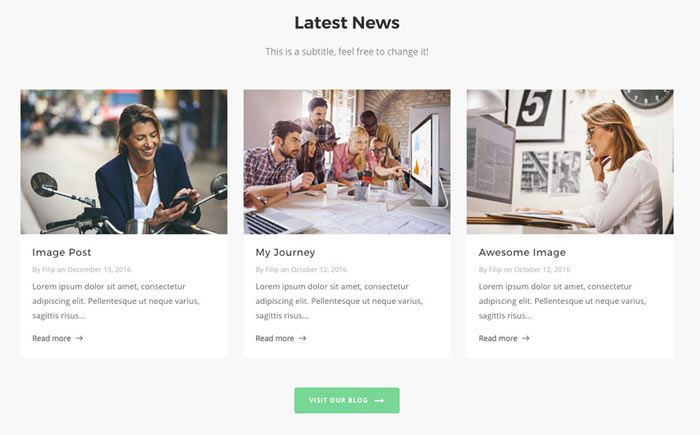 Latest News
This is a subtitle, feel free to change it!
5
Image Post
By Filip on December 13, 2016
Lorem ipsum dolor sit amet, consectetur
adipiscing elit. Pellentesque ut neque varius,
sagittis risus...
Read more
My Journey
By Filip on October 12, 2016
Lorem ipsum dolor sit amet, consectetur
adipiscing elit. Pellentesque ut neque varius,
sagittis risus...
Read more
Awesome Image
By Filip on October 12, 2016
Lorem ipsum dolor sit amet, consectetur
adipiscing elit. Pellentesque ut neque varius,
sagittis risus...
Read more
VISIT OUR BLOG